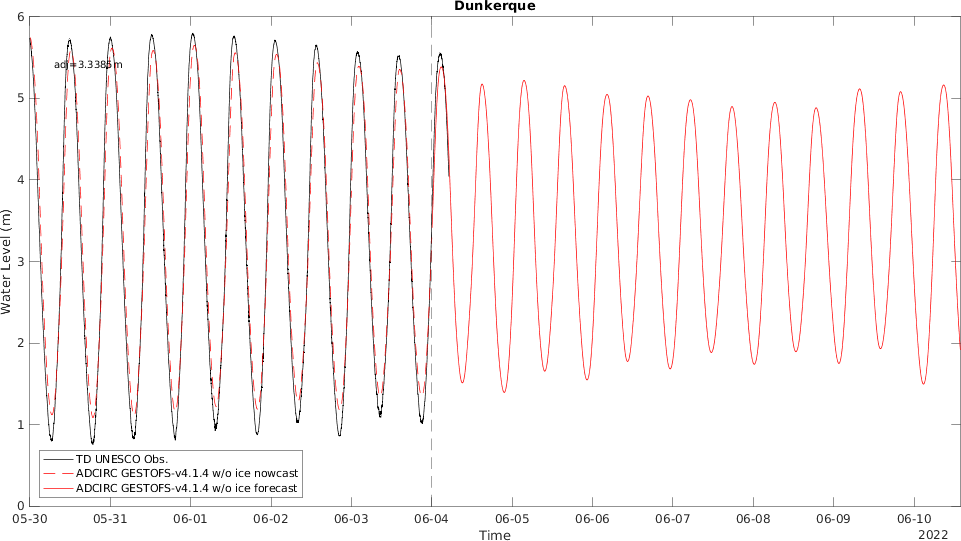 Dunkerque
6
5
4
3
2
1
0
Water Level (m)
adj=3.3385m
TD UNESCO Obs.
ADCIRC GESTOFS-v4.1.4 w/o ice nowcast
ADCIRC GESTOFS-v4.1.4 w/o ice forecast
05-30 05-31 06-01 06-02 06-03 06-04 06-05 06-06 06-07 06-08 06-09 06-10
Time
2022